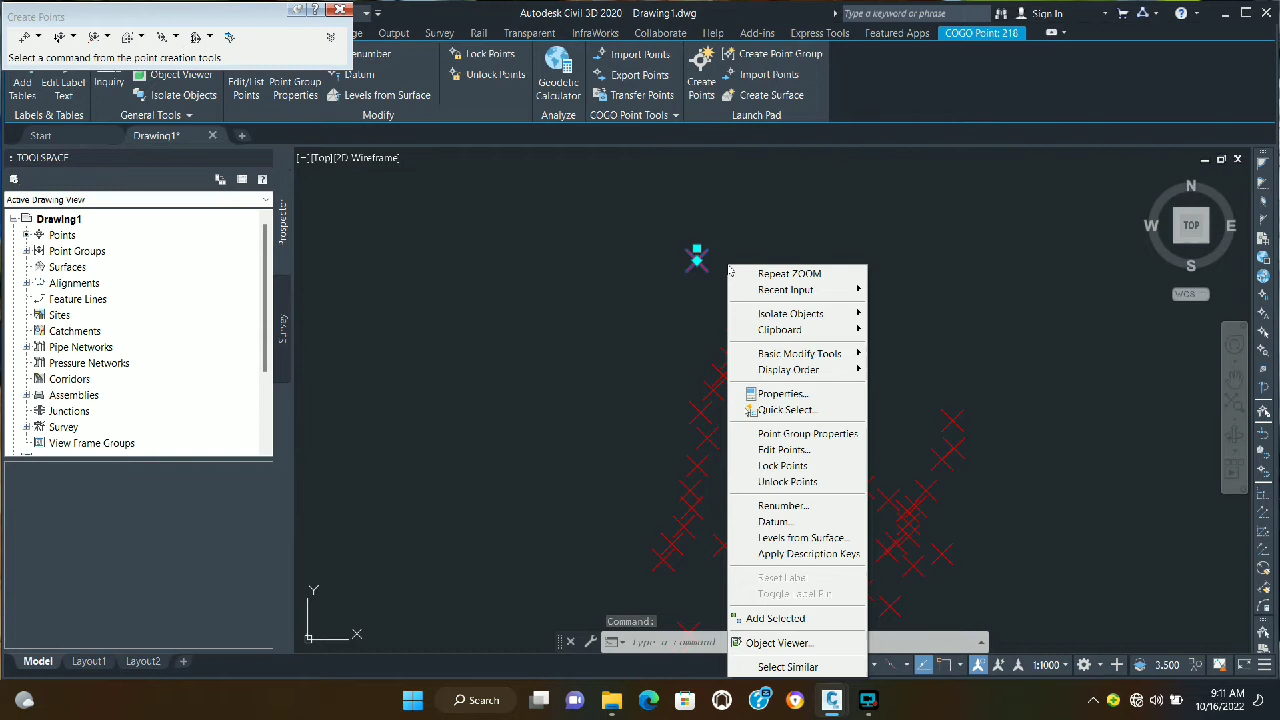 Create Points
Autodesk Civil 3D 2020 Drawing1.dwg
Type a keyword or phrase
Sign In
Select a command from the point creation tools
Output
Survey
Rail
Transparent
InfraWorks
Collaborate
Help
Add-ins
Express Tools
Featured Apps
COGO Point: 218
Add
Tables
Edit Label
Text
Labels & Tables
Inquiry
Object Viewer
Isolate Objects
General Tools
Edit/List
Points
Point Group
Properties
Datum
Levels from Surface
Modify
Lock Points
Unlock Points
Geodetic
Calculator
Analyze
Import Points
Export Points
Transfer Points
COGO Point Tools
Create
Points
Create Point Group
Import Points
Create Surface
Launch Pad
Start
Drawing1*
TOOLSPACE
[−][Top][2D Wireframe]
Active Drawing View
Drawing1
Points
Point Groups
Surfaces
Alignments
Feature Lines
Sites
Catchments
Pipe Networks
Pressure Networks
Corridors
Assemblies
Junctions
Survey
View Frame Groups
Prospector
Survey
N
W
TOP
E
S
WCS
Repeat ZOOM
Recent Input
Isolate Objects
Clipboard
Basic Modify Tools
Display Order
Properties...
Quick Select...
Point Group Properties
Edit Points...
Lock Points
Unlock Points
Renumber...
Datum...
Levels from Surface...
Apply Description Keys
Reset Label
Toggle Label Pin
Add Selected
Object Viewer...
Select Similar
Y
X
Command:
Type a command
Model
Layout1
Layout2
1:1000
3.500
Search
9:11 AM
10/16/2022